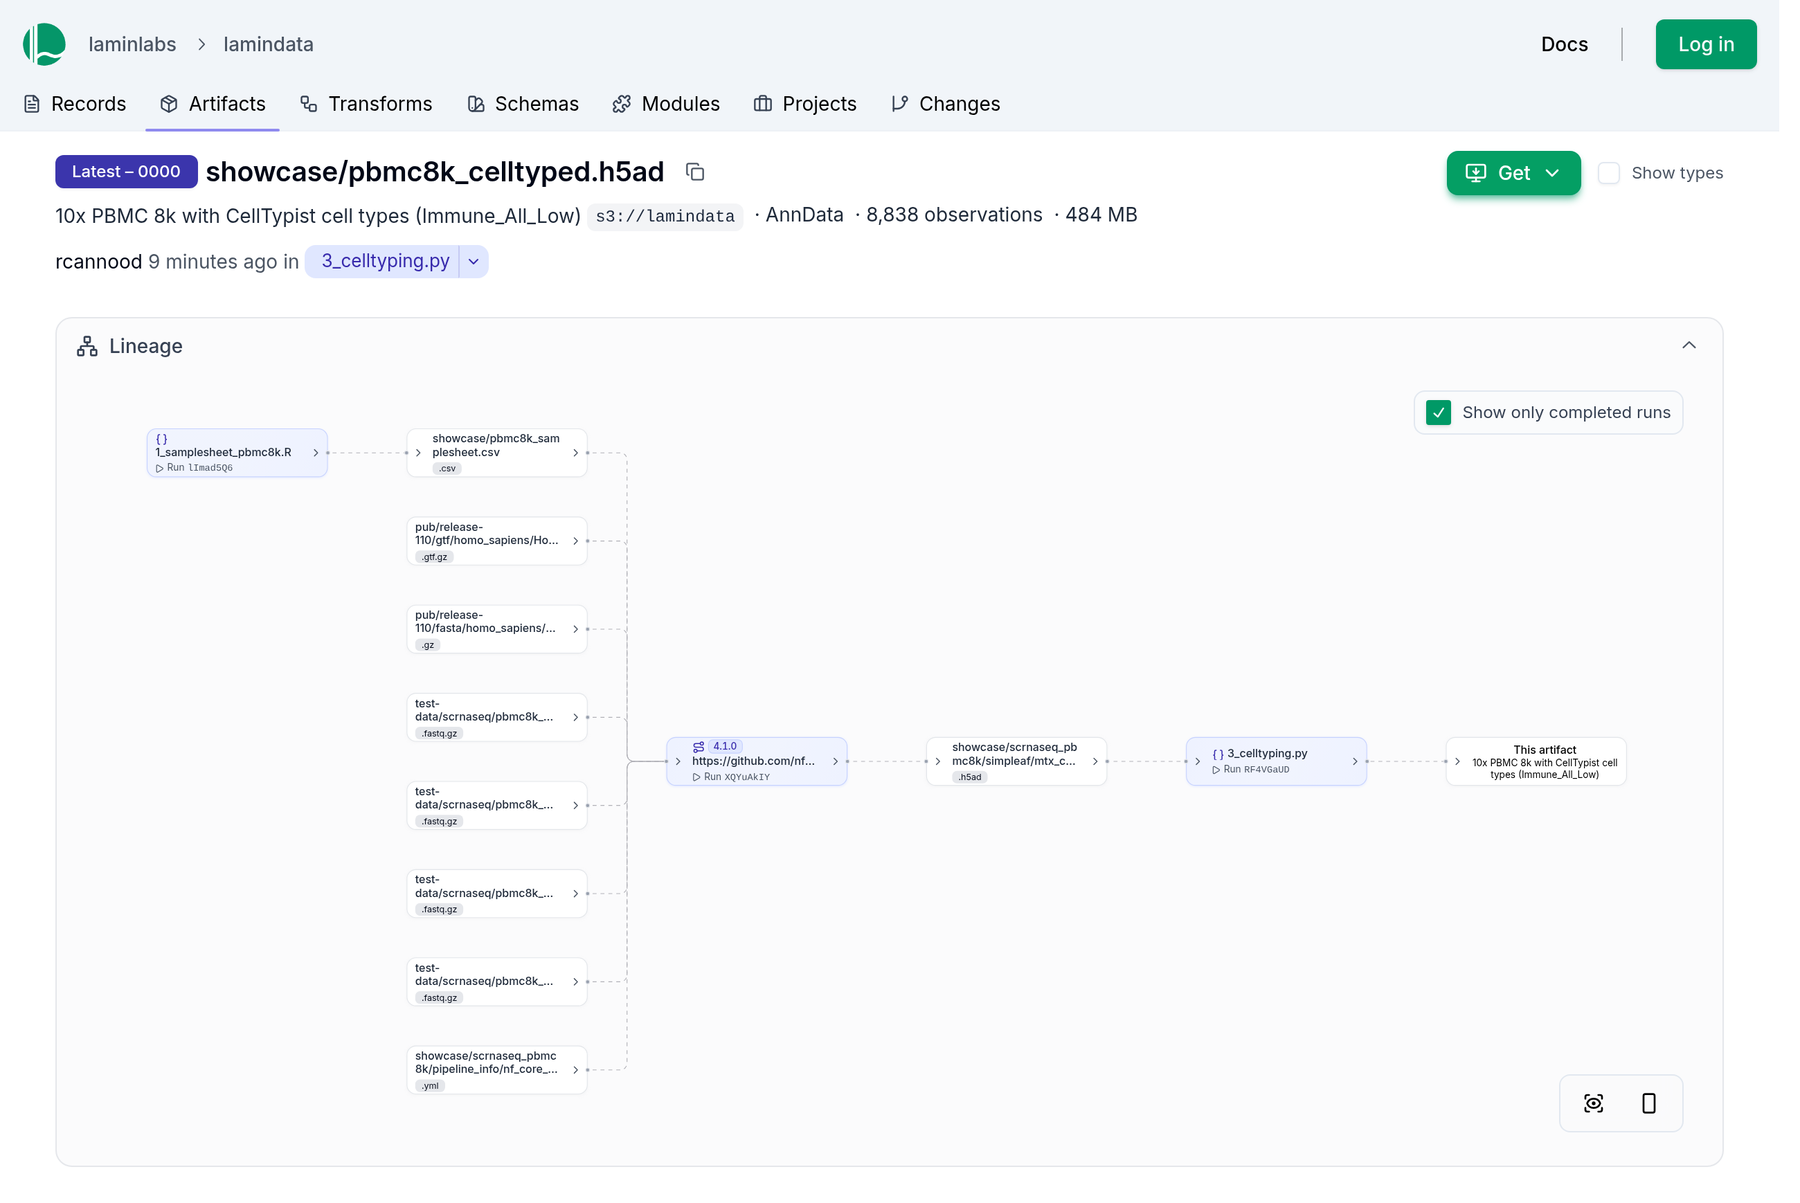 laminlabs > lamindata
Docs
Log in
Records
Artifacts
Transforms
Schemas
Modules
Projects
Changes
Latest – 0000
showcase/pbmc8k_celltyped.h5ad
Get
Show types
10x PBMC 8k with CellTypist cell types (Immune_All_Low) s3://lamindata · AnnData · 8,838 observations · 484 MB
rcannood 9 minutes ago in 3_celltyping.py
Lineage
Show only completed runs
{ }
1_samplesheet_pbmc8k.R
Run lImad5Q6
showcase/pbmc8k_sam
plesheet.csv
.csv
pub/release-
110/gtf/homo_sapiens/Ho...
.gtf.gz
pub/release-
110/fasta/homo_sapiens/...
.gz
test-
data/scrnaseq/pbmc8k_...
.fastq.gz
test-
data/scrnaseq/pbmc8k_...
.fastq.gz
test-
data/scrnaseq/pbmc8k_...
.fastq.gz
test-
data/scrnaseq/pbmc8k_...
.fastq.gz
showcase/scrnaseq_pbmc
8k/pipeline_info/nf_core_...
.yml
4.1.0
https://github.com/nf...
Run XQYuAkIY
showcase/scrnaseq_pb
mc8k/simpleaf/mtx_c...
.h5ad
{ } 3_celltyping.py
Run RF4VGaUD
This artifact
10x PBMC 8k with CellTypist cell
types (Immune_All_Low)